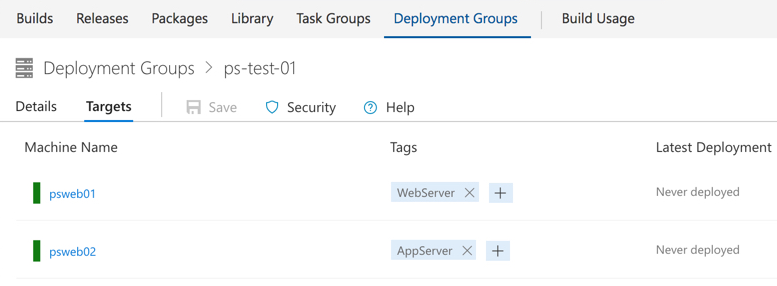 Builds Releases Packages Library Task Groups Deployment Groups Build Usage
Deployment Groups > ps-test-01
Details Targets Save Security Help
Machine Name Tags Latest Deployment
psweb01 WebServer Never deployed
psweb02 AppServer Never deployed